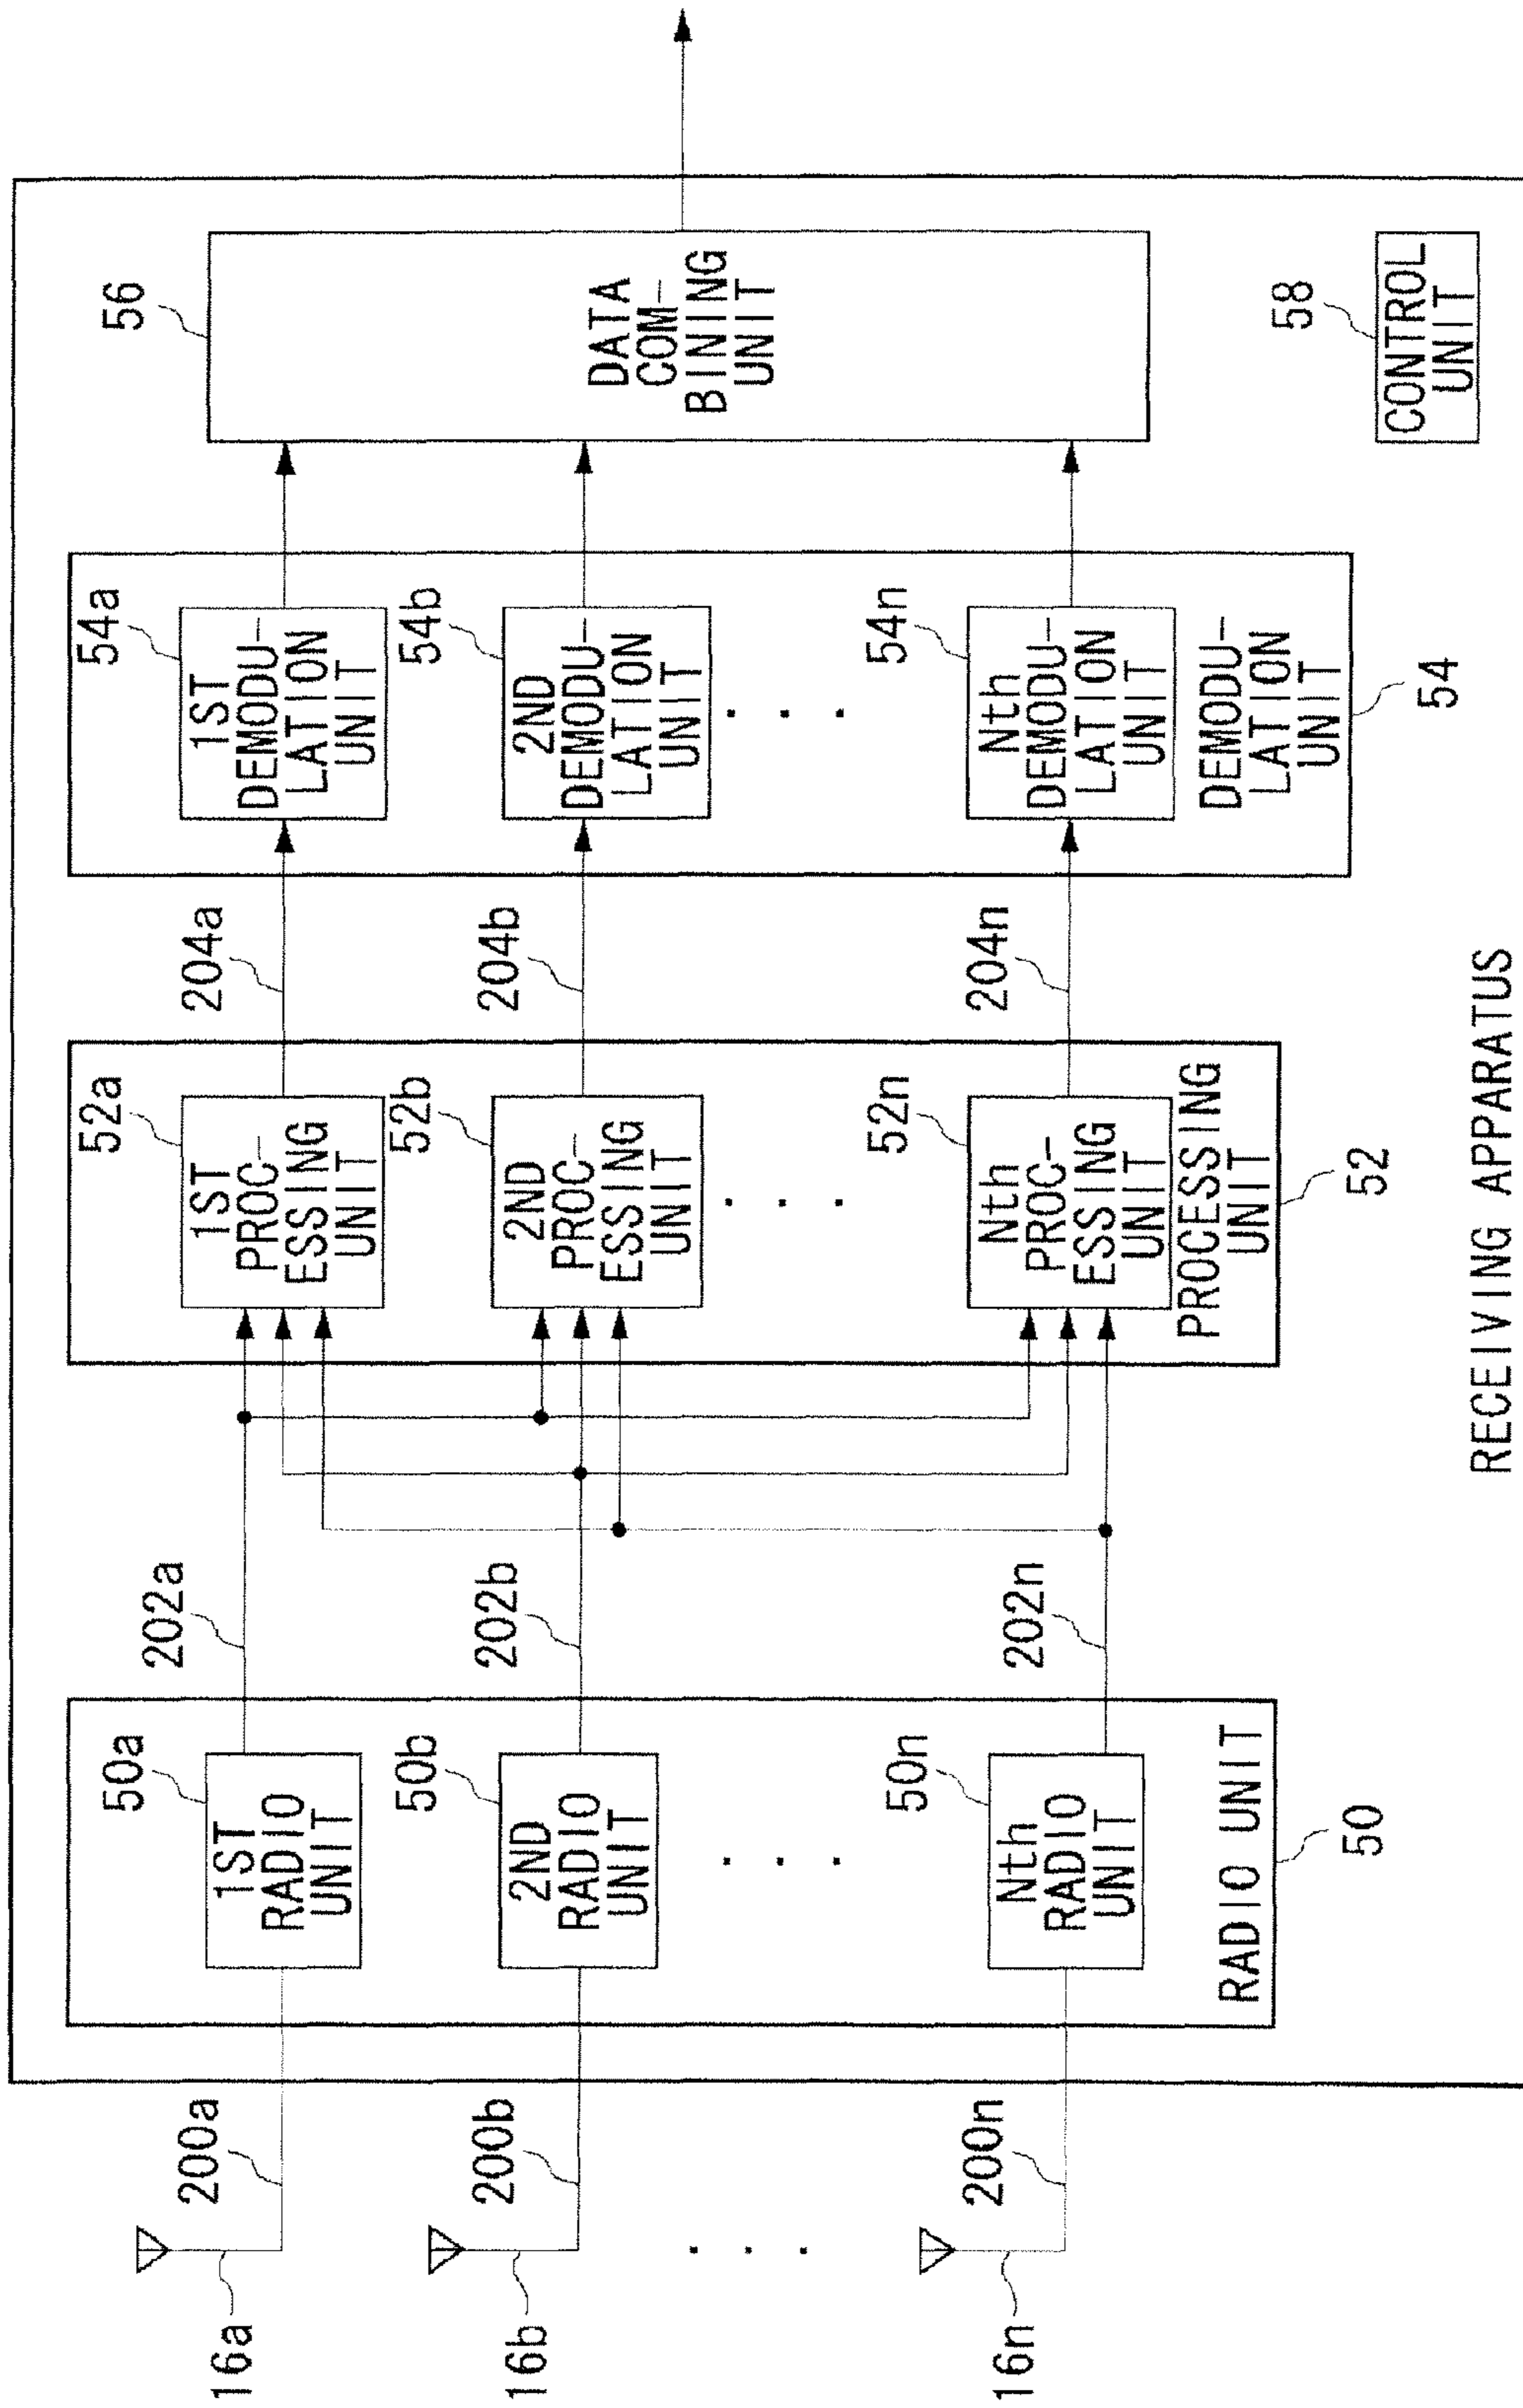 16a
200a
50a
1ST
RADIO
UNIT
202a
52a
1ST
PROC-
ESSING
UNIT
204a
54a
1ST
DEMODU-
LATION
UNIT
56
DATA
COM-
BINING
UNIT
16b
200b
50b
2ND
RADIO
UNIT
202b
52b
2ND
PROC-
ESSING
UNIT
204b
54b
2ND
DEMODU-
LATION
UNIT
16n
200n
50n
Nth
RADIO
UNIT
202n
52n
Nth
PROC-
ESSING
UNIT
204n
54n
Nth
DEMODU-
LATION
UNIT
RADIO UNIT
50
PROCESSING
UNIT
52
DEMODU-
LATION
UNIT
54
58
CONTROL
UNIT
RECEIVING APPARATUS